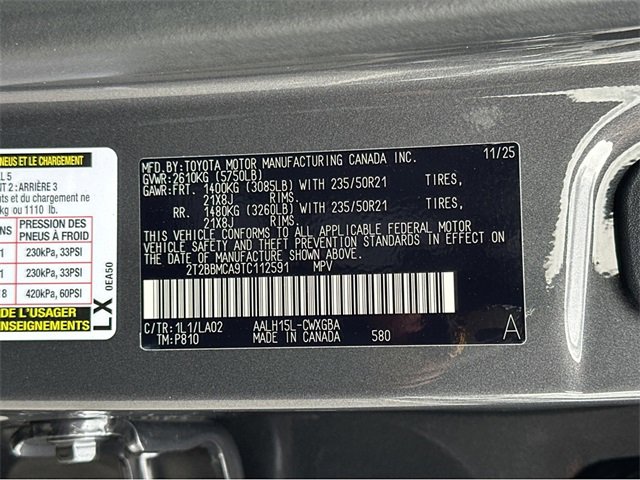 PNEUS ET LE CHARGEMENT
L 5
NT 2 : ARRIÈRE 3
nts et du chargement ne
kg ou 1110 lb.
PRESSION DES
PNEUS À FROID
230kPa, 33PSI
230kPa, 33PSI
420kPa, 60PSI
DE L'USAGER
RENSEIGNEMENTS.
LX
0EA50
MFD.BY:TOYOTA MOTOR MANUFACTURING CANADA INC. 11/25
GVWR:2610KG (5750LB)
GAWR:FRT. 1400KG (3085LB) WITH 235/50R21 TIRES,
21X8J RIMS.
RR. 1480KG (3260LB) WITH 235/50R21 TIRES,
21X8J RIMS.
THIS VEHICLE CONFORMS TO ALL APPLICABLE FEDERAL MOTOR
VEHICLE SAFETY AND THEFT PREVENTION STANDARDS IN EFFECT ON
THE DATE OF MANUFACTURE SHOWN ABOVE.
2T2BBMCA9TC112591 MPV
C/TR:1L1/LA02 AALH15L-CWXGBA
TM:P810 MADE IN CANADA 580 A